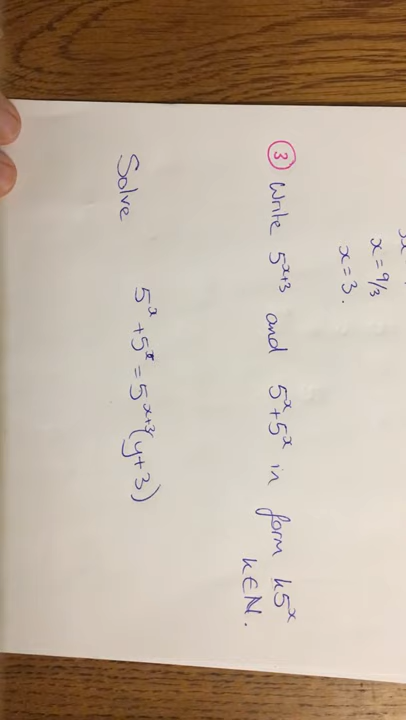 x = 9/3
x = 3.
③ Write 5^{x+3} and 5^x + 5^x in form k5^x
k ∈ ℕ.
Solve 5^x + 5^x = 5^{x+3}(y+3)